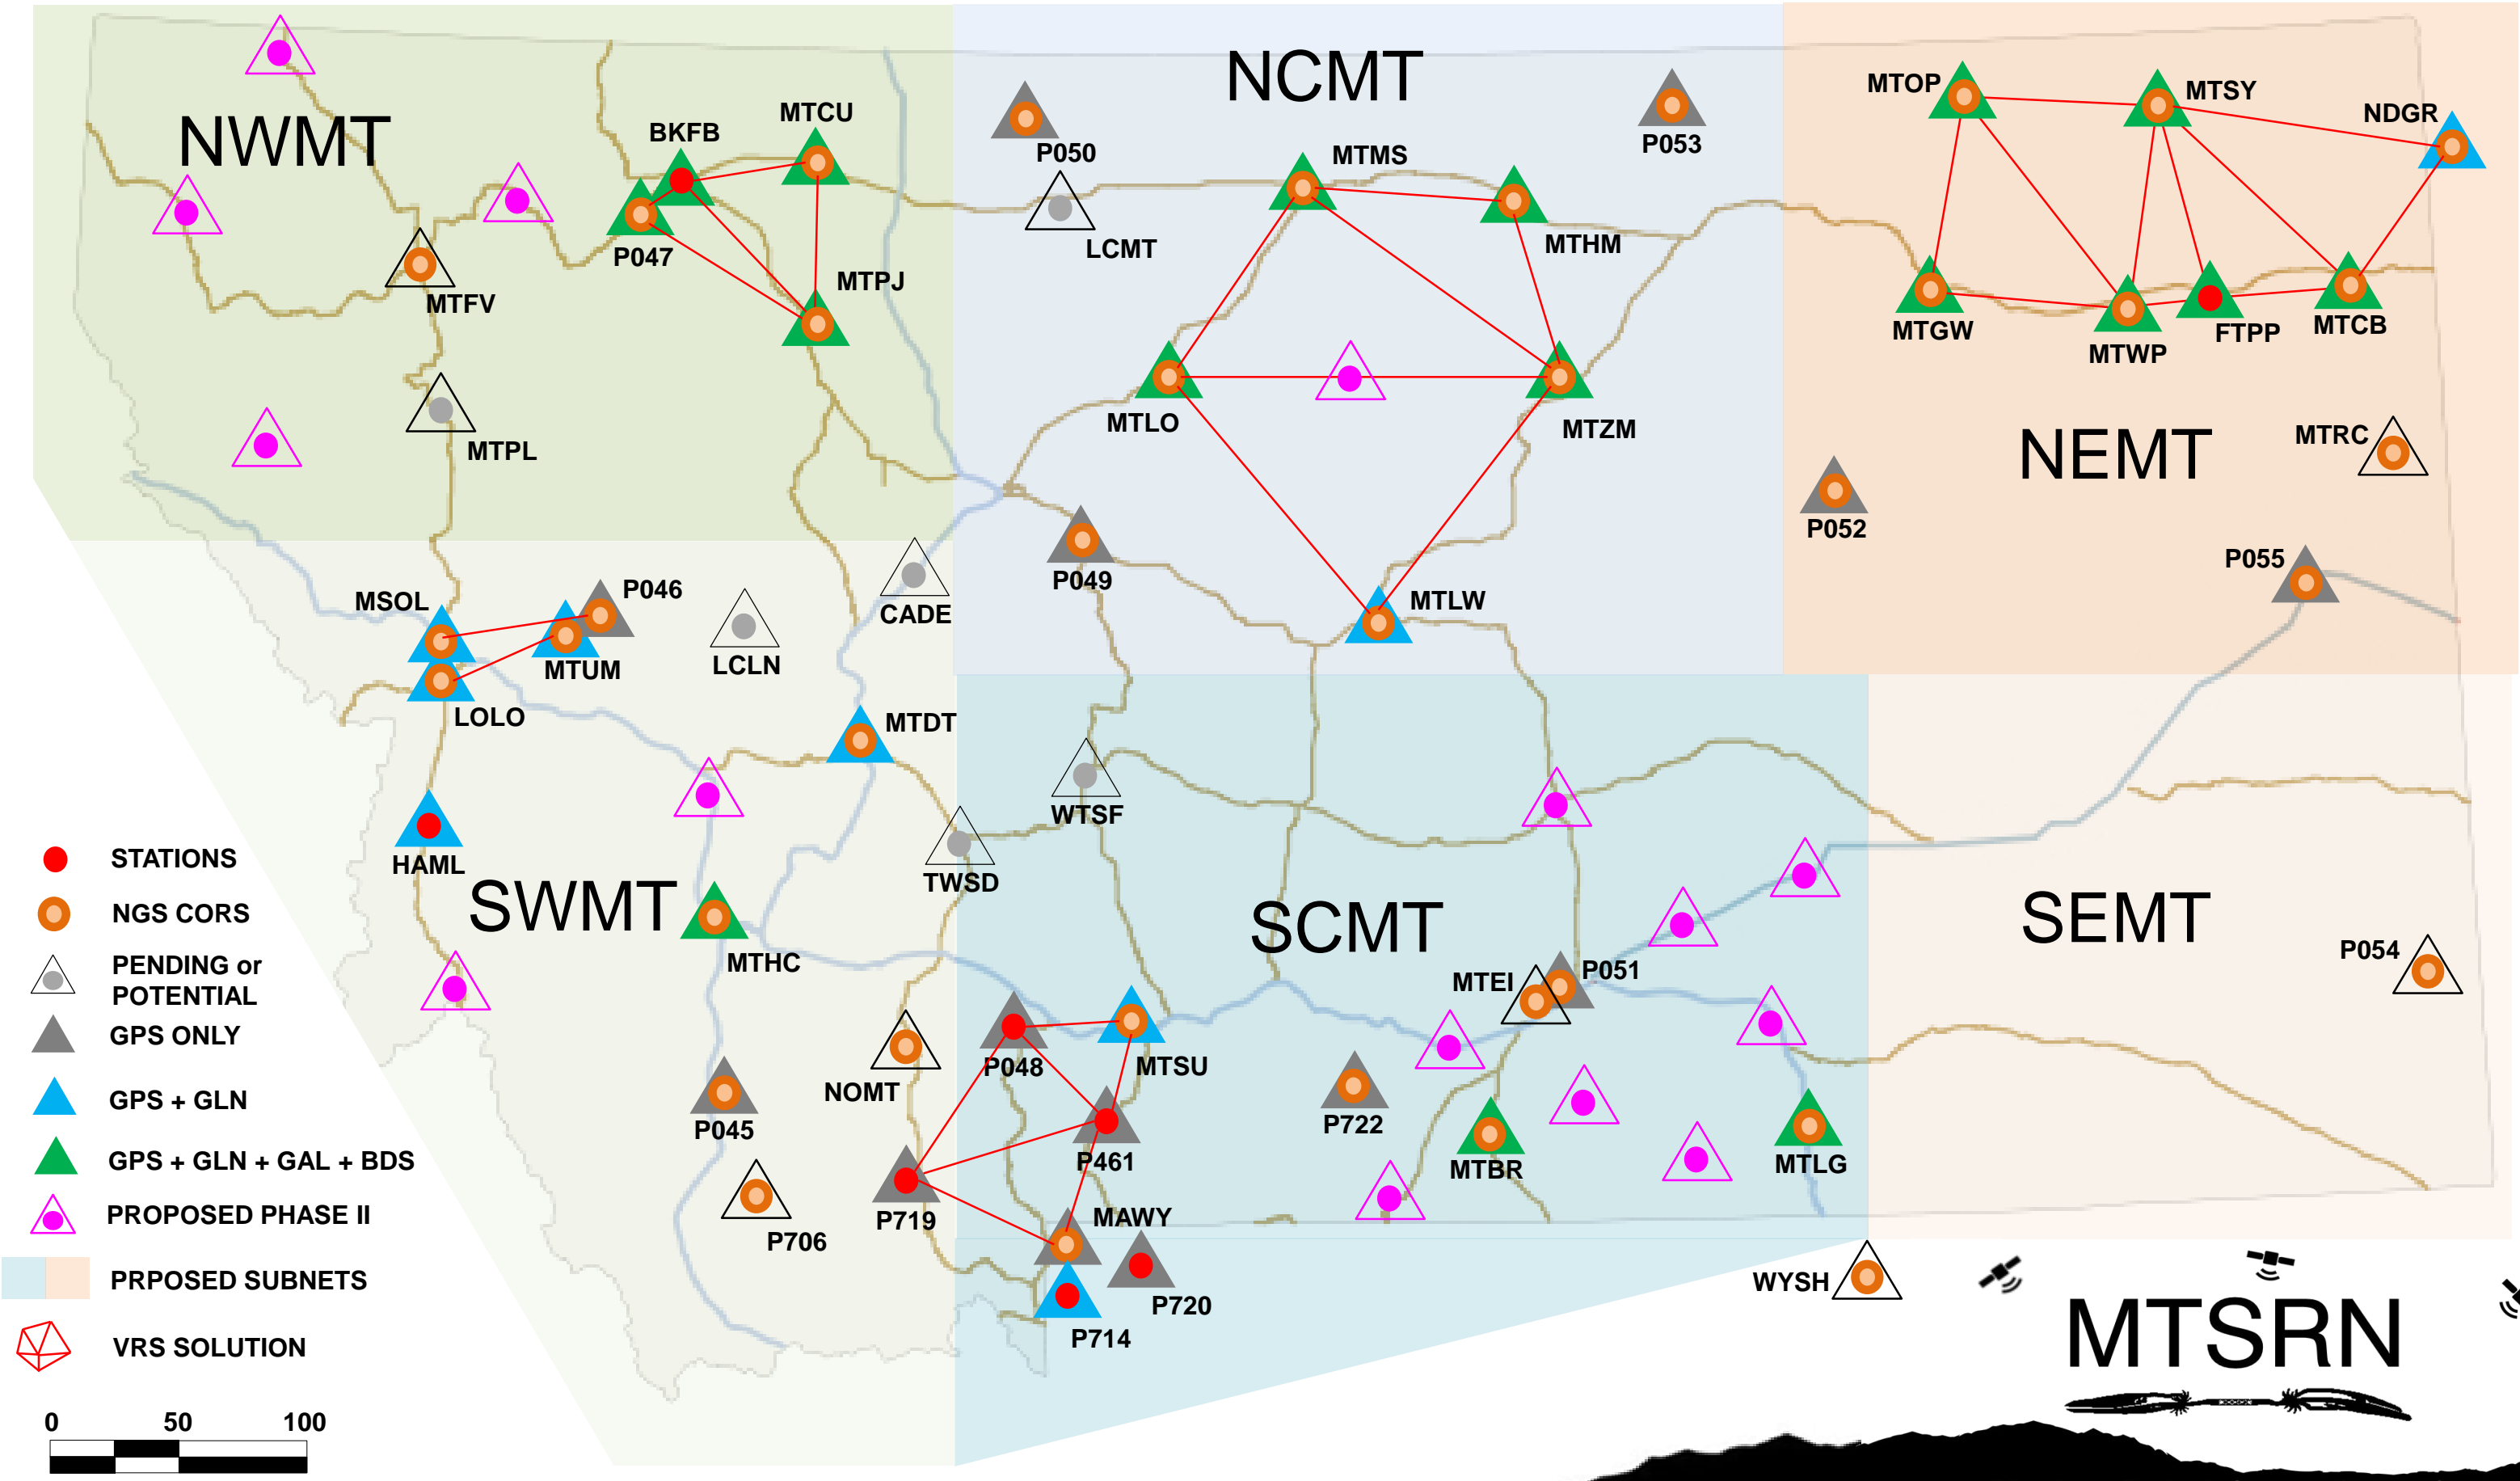 NCMT
MTOP
MTSY
NDGR
MTCU
BKFB
NWMT
P050
P053
MTMS
LCMT
MTHM
P047
MTPJ
MTFV
MTGW
MTWP
FTPP
MTCB
MTLO
MTZM
MTPL
NEMT
MTRC
P052
P055
P049
MSOL
P046
CADE
MTLW
LCLN
MTUM
LOLO
MTDT
WTSF
HAML
TWSD
SWMT
SCMT
SEMT
P054
MTHC
MTEI
P051
P048
MTSU
NOMT
P045
P722
P461
MTBR
MTLG
P719
MAWY
P706
P720
P714
WYSH
STATIONS
NGS CORS
PENDING or
POTENTIAL
GPS ONLY
GPS + GLN
GPS + GLN + GAL + BDS
PROPOSED PHASE II
PRPOSED SUBNETS
VRS SOLUTION
0 50 100
MTSRN